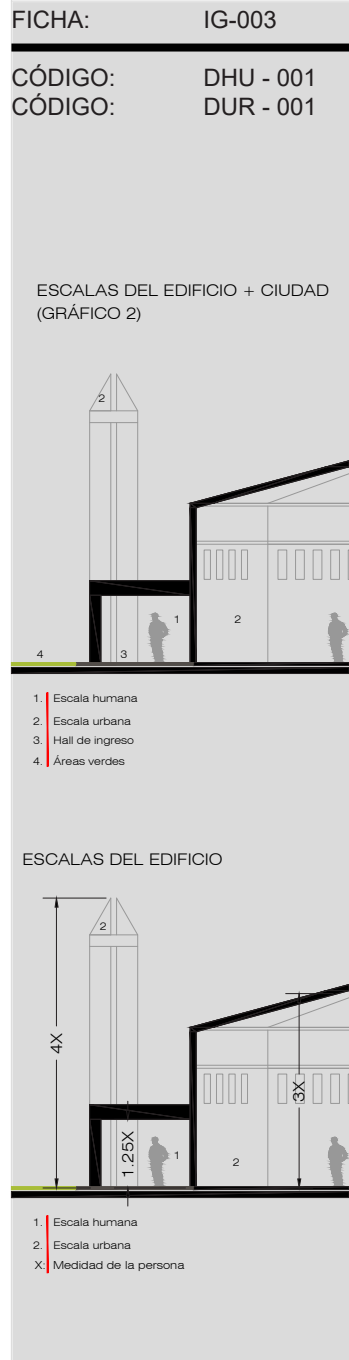 FICHA: IG-003
CÓDIGO: DHU - 001
CÓDIGO: DUR - 001
ESCALAS DEL EDIFICIO + CIUDAD
(GRÁFICO 2)
2
1
2
4
3
1. Escala humana
2. Escala urbana
3. Hall de ingreso
4. Áreas verdes
ESCALAS DEL EDIFICIO
2
4X
3X
1.25X
1
2
1. Escala humana
2. Escala urbana
X: Medidad de la persona